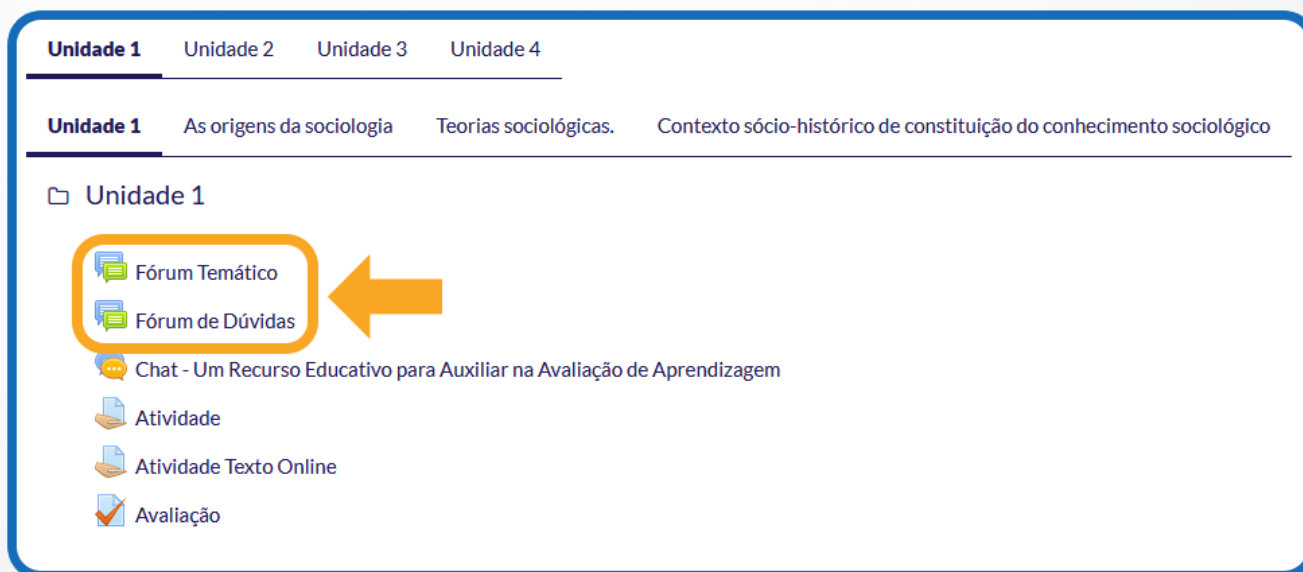 Unidade 1 Unidade 2 Unidade 3 Unidade 4
Unidade 1 As origens da sociologia Teorias sociológicas. Contexto sócio-histórico de constituição do conhecimento sociológico
Unidade 1
Fórum Temático
Fórum de Dúvidas
Chat - Um Recurso Educativo para Auxiliar na Avaliação de Aprendizagem
Atividade
Atividade Texto Online
Avaliação